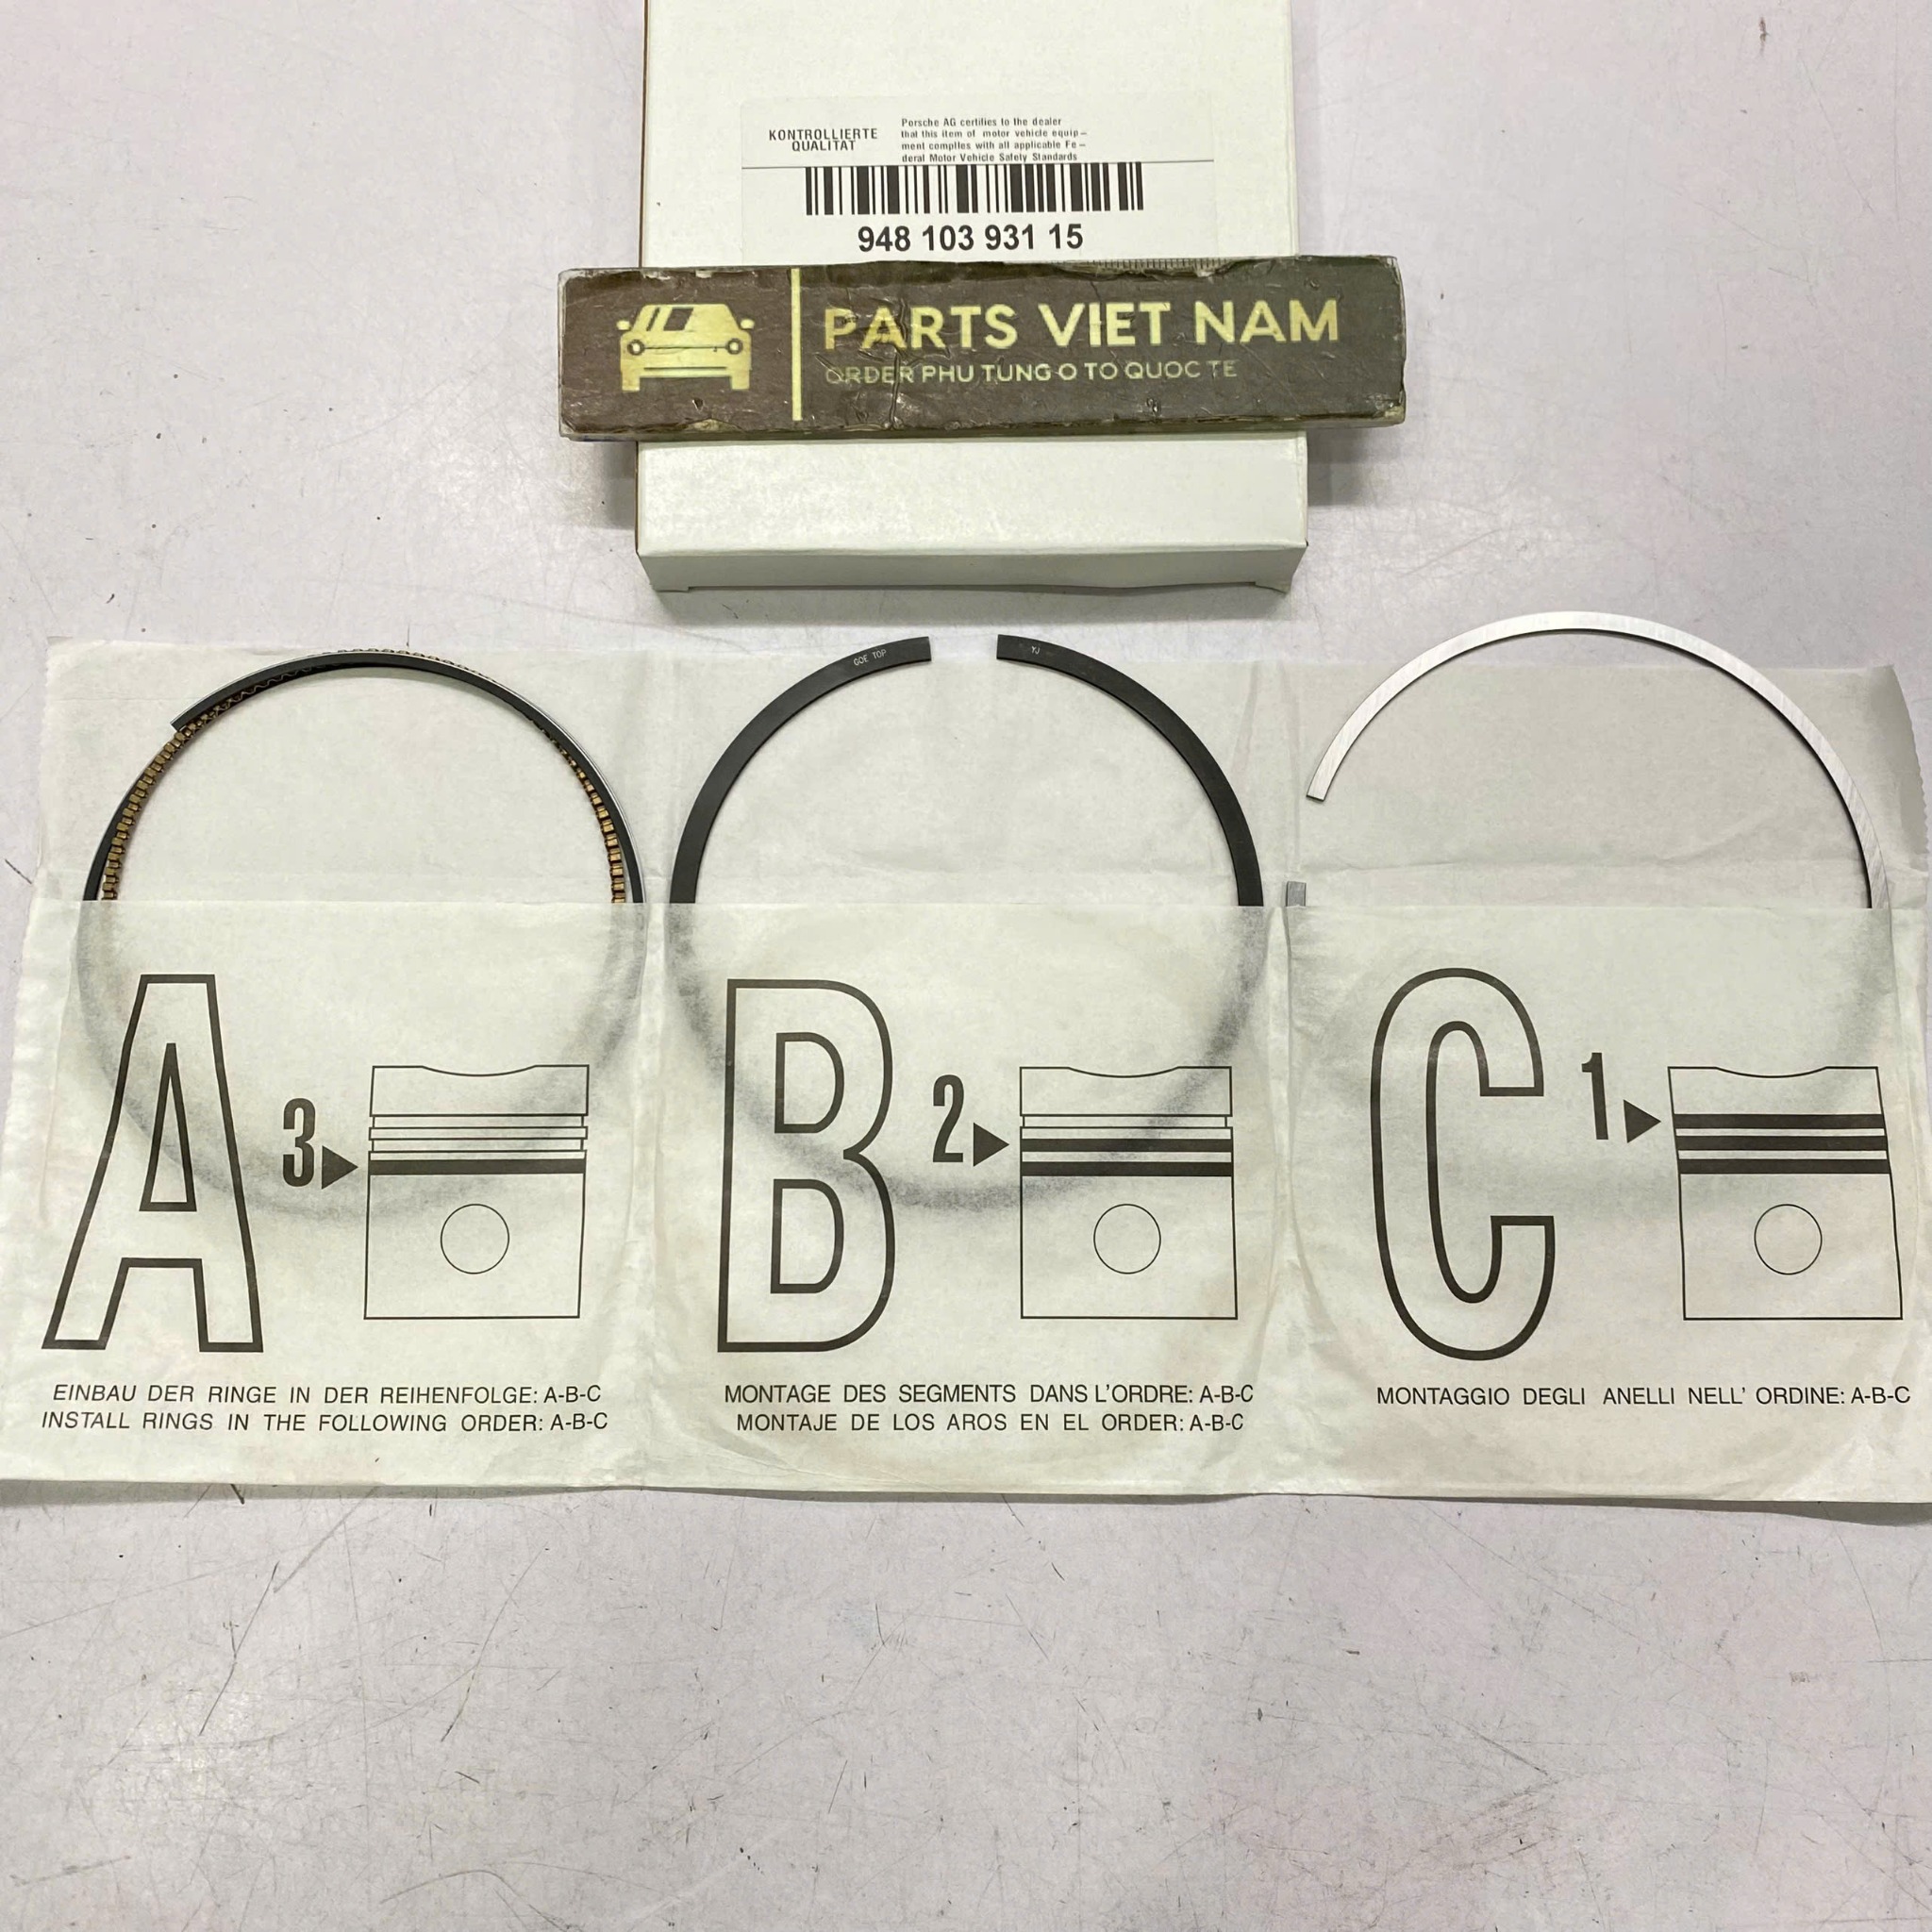 KONTROLLIERTE
QUALITAT
Porsche AG certifies to the dealer
that this item of motor vehicle equip-
ment complies with all applicable Fe-
deral Motor Vehicle Safety Standards
948 103 931 15
PARTS VIET NAM
ORDER PHU TUNG O TO QUOC TE
GOE TOP
YJ
A
3
B
2
C
1
EINBAU DER RINGE IN DER REIHENFOLGE: A-B-C
INSTALL RINGS IN THE FOLLOWING ORDER: A-B-C
MONTAGE DES SEGMENTS DANS L'ORDRE: A-B-C
MONTAJE DE LOS AROS EN EL ORDER: A-B-C
MONTAGGIO DEGLI ANELLI NELL' ORDINE: A-B-C